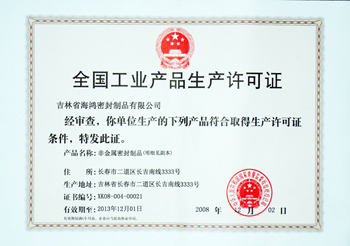 全国工业产品生产许可证
吉林省海鸿密封制品有限公司
经审查，你单位生产的下列产品符合取得生产许可证
条件，特发此证。
产品名称：非金属密封制品(明细见副本)
住　　所：长春市二道区长吉南线3333号
生产地址：吉林省长春市二道区长吉南线3333号
证书编号：XK08-004-00021
有效期至：2013年12月01日
2008 年 12 月 02 日